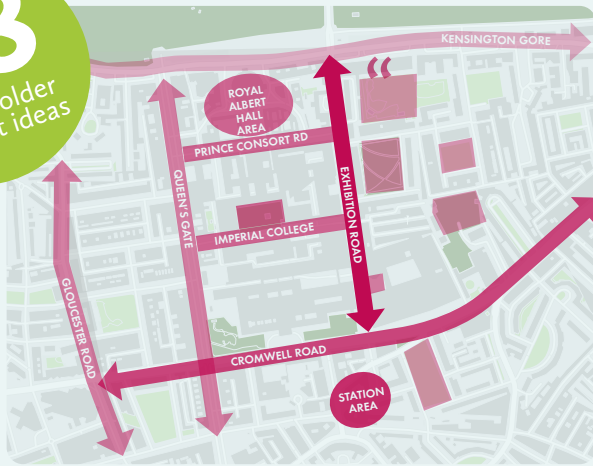 3
older
t ideas
KENSINGTON GORE
ROYAL
ALBERT
HALL
AREA
PRINCE CONSORT RD
QUEEN'S GATE
EXHIBITION ROAD
IMPERIAL COLLEGE
GLOUCESTER ROAD
CROMWELL ROAD
STATION
AREA